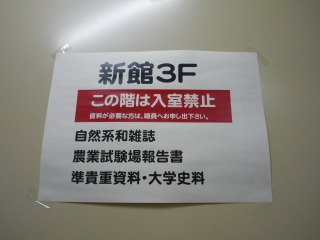 新館3F
この階は入室禁止
資料が必要な方は、職員へお申し出下さい。
自然系和雑誌
農業試験場報告書
準貴重資料・大学史料